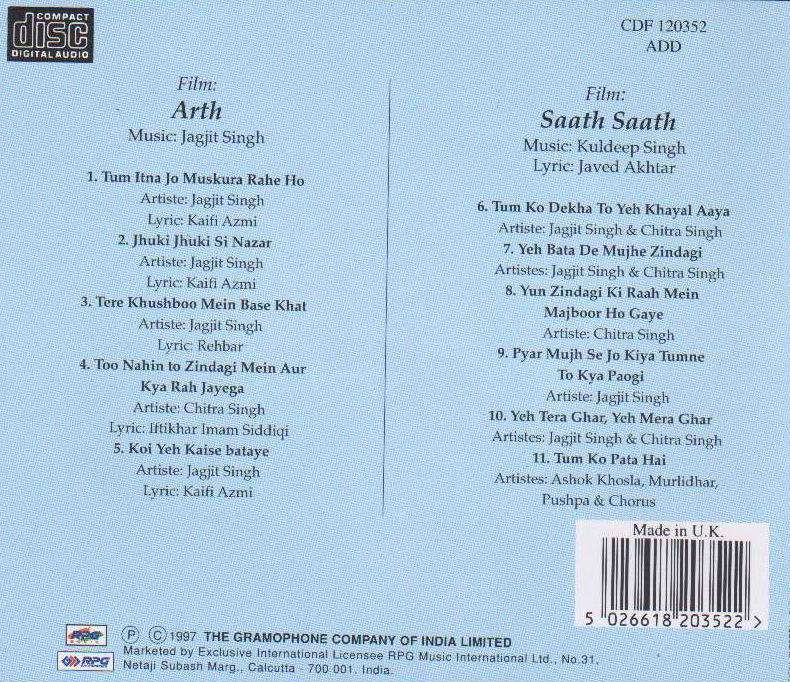 COMPACT
disc
DIGITAL AUDIO
CDF 120352
ADD
Film:
Arth
Music: Jagjit Singh
1. Tum Itna Jo Muskura Rahe Ho
Artiste: Jagjit Singh
Lyric: Kaifi Azmi
2. Jhuki Jhuki Si Nazar
Artiste: Jagjit Singh
Lyric: Kaifi Azmi
3. Tere Khushboo Mein Base Khat
Artiste: Jagjit Singh
Lyric: Rehbar
4. Too Nahin to Zindagi Mein Aur
Kya Rah Jayega
Artiste: Chitra Singh
Lyric: Iftikhar Imam Siddiqi
5. Koi Yeh Kaise bataye
Artiste: Jagjit Singh
Lyric: Kaifi Azmi
Film:
Saath Saath
Music: Kuldeep Singh
Lyric: Javed Akhtar
6. Tum Ko Dekha To Yeh Khayal Aaya
Artiste: Jagjit Singh & Chitra Singh
7. Yeh Bata De Mujhe Zindagi
Artistes: Jagjit Singh & Chitra Singh
8. Yun Zindagi Ki Raah Mein
Majboor Ho Gaye
Artiste: Chitra Singh
9. Pyar Mujh Se Jo Kiya Tumne
To Kya Paogi
Artiste: Jagjit Singh
10. Yeh Tera Ghar, Yeh Mera Ghar
Artistes: Jagjit Singh & Chitra Singh
11. Tum Ko Pata Hai
Artistes: Ashok Khosla, Murlidhar,
Pushpa & Chorus
Made in U.K.
5 026618 203522 >
RPG
RPG
Ⓟ Ⓒ 1997 THE GRAMOPHONE COMPANY OF INDIA LIMITED
Marketed by Exclusive International Licensee RPG Music International Ltd., No.31,
Netaji Subash Marg., Calcutta - 700 001. India.